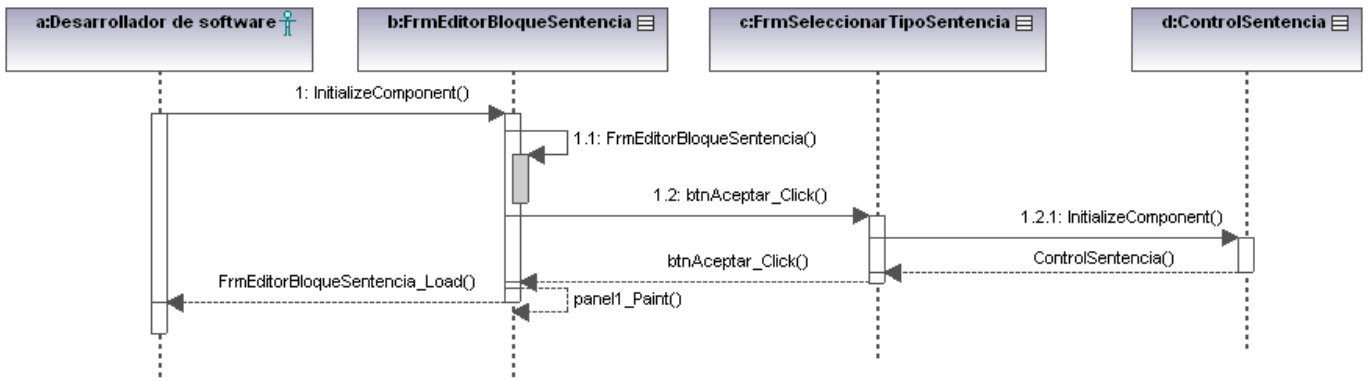 a:Desarrollador de software
b:FrmEditorBloqueSentencia
c:FrmSeleccionarTipoSentencia
d:ControlSentencia
1: InitializeComponent()
1.1: FrmEditorBloqueSentencia()
1.2: btnAceptar_Click()
1.2.1: InitializeComponent()
ControlSentencia()
btnAceptar_Click()
FrmEditorBloqueSentencia_Load()
panel1_Paint()